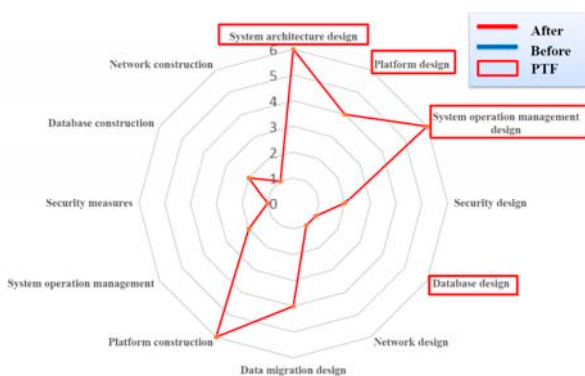 System architecture design
Platform design
System operation management
design
Security design
Database design
Network design
Data migration design
Platform construction
System operation management
Security measures
Database construction
Network construction
6
5
4
3
2
1
0
After
Before
PTF